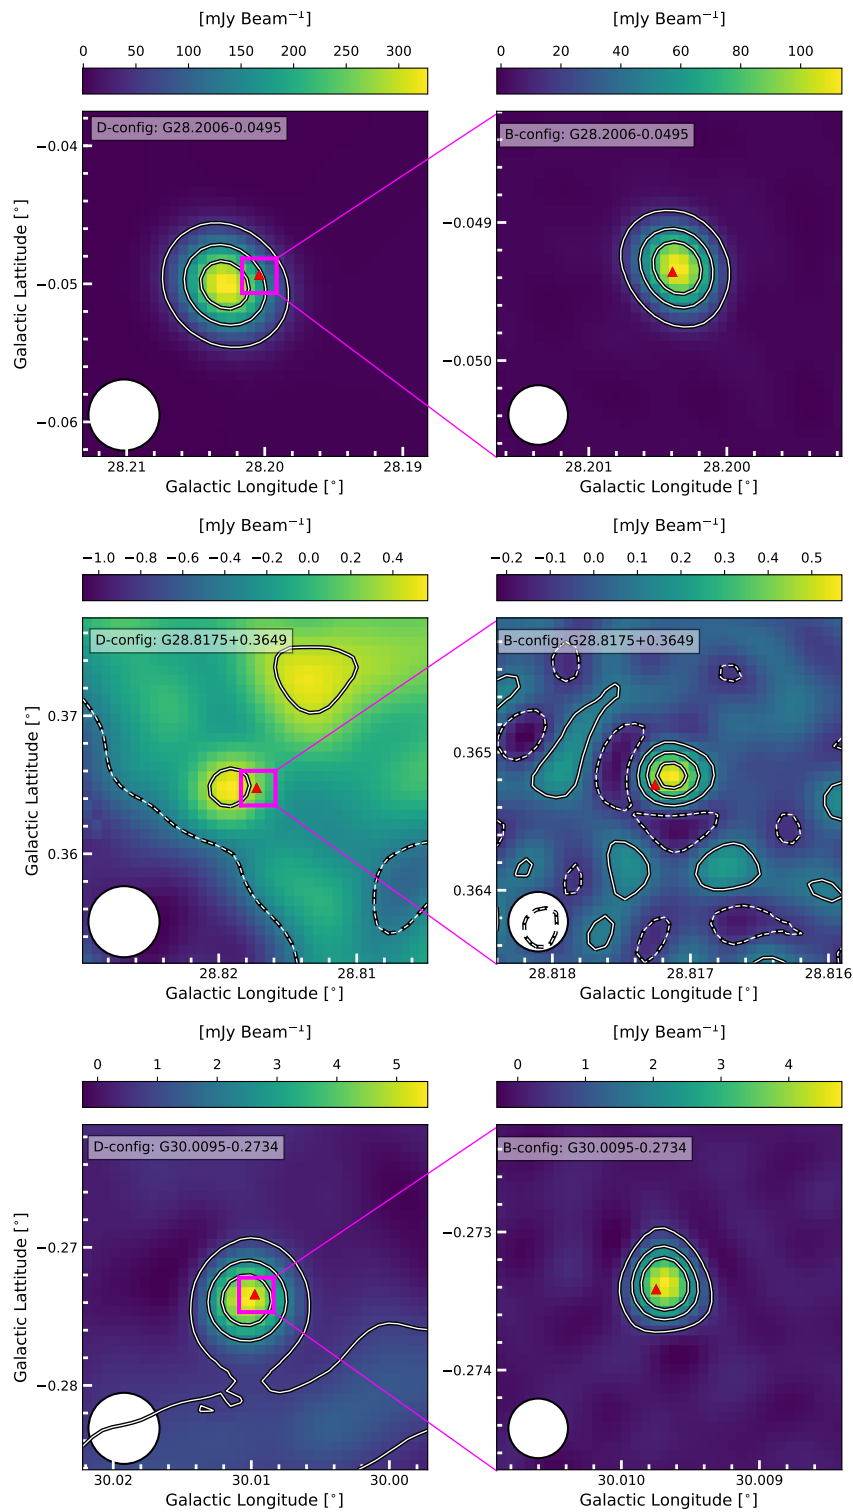 [mJy Beam⁻¹] [mJy Beam⁻¹]
0 50 100 150 200 250 300 0 20 40 60 80 100
D-config: G28.2006-0.0495 B-config: G28.2006-0.0495
−0.04
−0.05
−0.06
Galactic Lattitude [°]
−0.049
−0.050
28.21 28.20 28.19 28.201 28.200
Galactic Longitude [°] Galactic Longitude [°]
[mJy Beam⁻¹] [mJy Beam⁻¹]
−1.0 −0.8 −0.6 −0.4 −0.2 0.0 0.2 0.4 −0.2 −0.1 0.0 0.1 0.2 0.3 0.4 0.5
D-config: G28.8175+0.3649 B-config: G28.8175+0.3649
0.37
0.36
Galactic Lattitude [°]
0.365
0.364
28.82 28.81 28.818 28.817 28.816
Galactic Longitude [°] Galactic Longitude [°]
[mJy Beam⁻¹] [mJy Beam⁻¹]
0 1 2 3 4 5 0 1 2 3 4
D-config: G30.0095-0.2734 B-config: G30.0095-0.2734
−0.27
−0.28
Galactic Lattitude [°]
−0.273
−0.274
30.02 30.01 30.00 30.010 30.009
Galactic Longitude [°] Galactic Longitude [°]